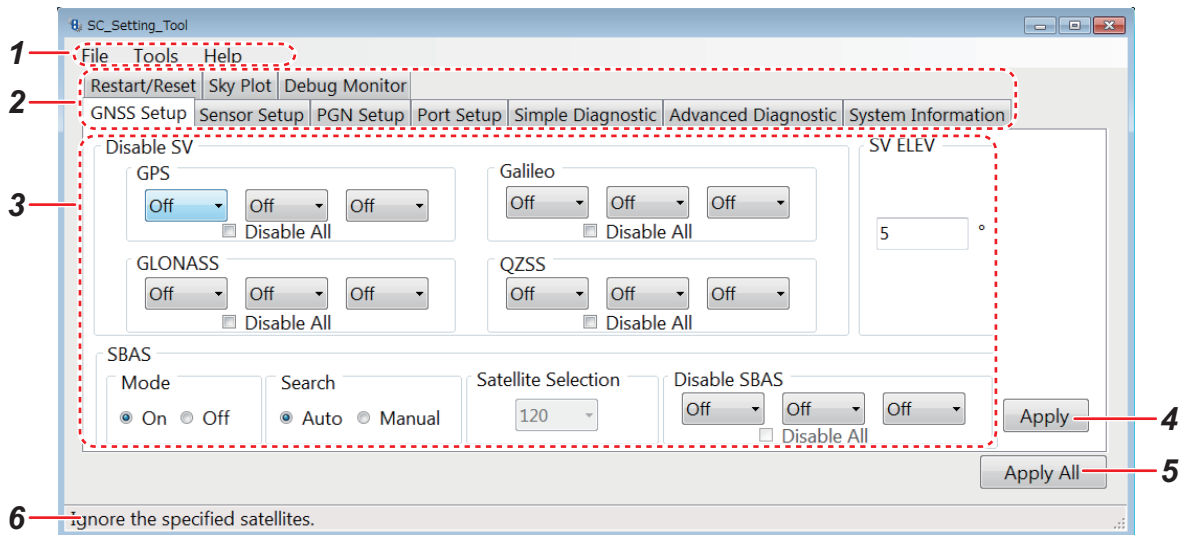 SC_Setting_Tool
1 File Tools Help
2 Restart/Reset Sky Plot Debug Monitor
GNSS Setup Sensor Setup PGN Setup Port Setup Simple Diagnostic Advanced Diagnostic System Information
Disable SV SV ELEV
GPS Galileo
3 Off Off Off Off Off Off
Disable All Disable All
5 °
GLONASS QZSS
Off Off Off Off Off Off
Disable All Disable All
SBAS
Mode Search Satellite Selection Disable SBAS
On Off Auto Manual 120 Off Off Off Apply 4
Disable All
Apply All 5
6 Ignore the specified satellites.